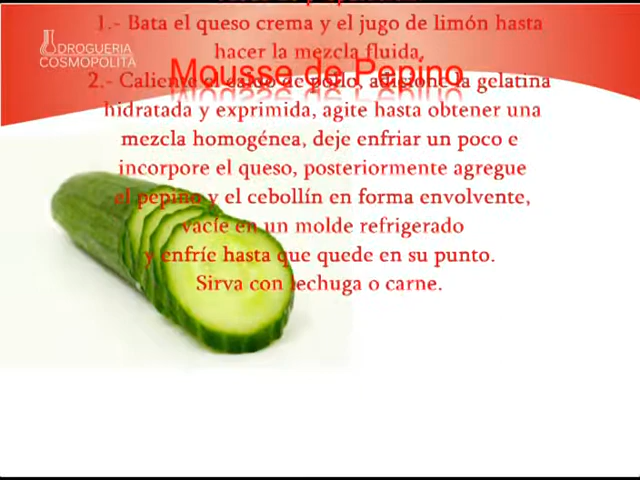 1.- Bata el queso crema y el jugo de limón hasta
hacer la mezcla fluida,
DROGUERIA
COSMOPOLITA
Mousse de Pepino
2.- Caliente el caldo de pollo, adicione la gelatina
hidratada y exprimida, agite hasta obtener una
mezcla homogénea, deje enfriar un poco e
incorpore el queso, posteriormente agregue
el pepino y el cebollín en forma envolvente,
vacíe en un molde refrigerado
y enfríe hasta que quede en su punto.
Sirva con lechuga o carne.